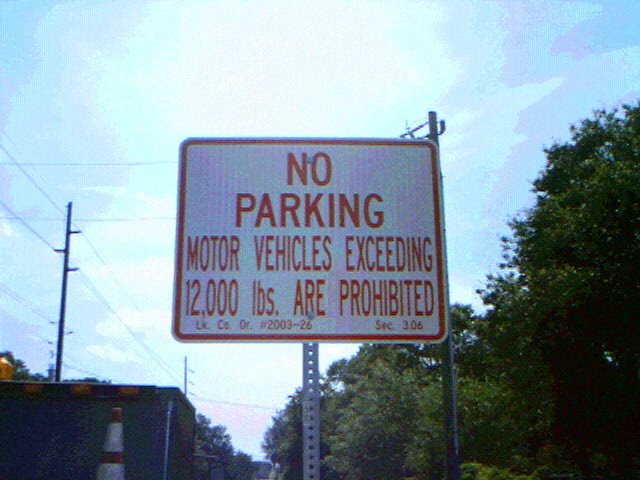 NO
PARKING
MOTOR VEHICLES EXCEEDING
12,000 lbs. ARE PROHIBITED
Lk. Co. Or. #2003-26 Sec. 3.06